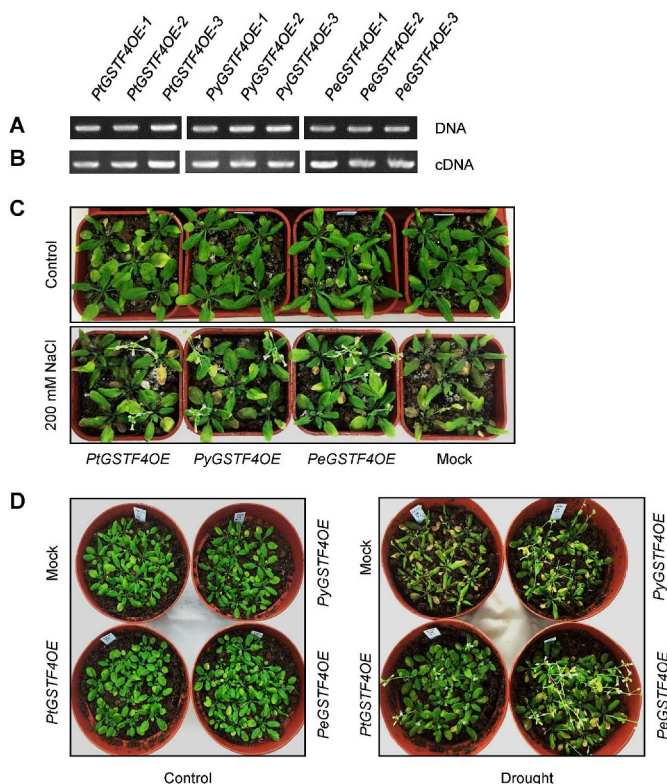 PtGSTF4OE-1
PtGSTF4OE-2
PtGSTF4OE-3
PyGSTF4OE-1
PyGSTF4OE-2
PyGSTF4OE-3
PeGSTF4OE-1
PeGSTF4OE-2
PeGSTF4OE-3
A
DNA
B
cDNA
C
Control
200 mM NaCl
PtGSTF4OE
PyGSTF4OE
PeGSTF4OE
Mock
D
Mock
PtGSTF4OE
PyGSTF4OE
PeGSTF4OE
Control
Mock
PtGSTF4OE
PyGSTF4OE
PeGSTF4OE
Drought